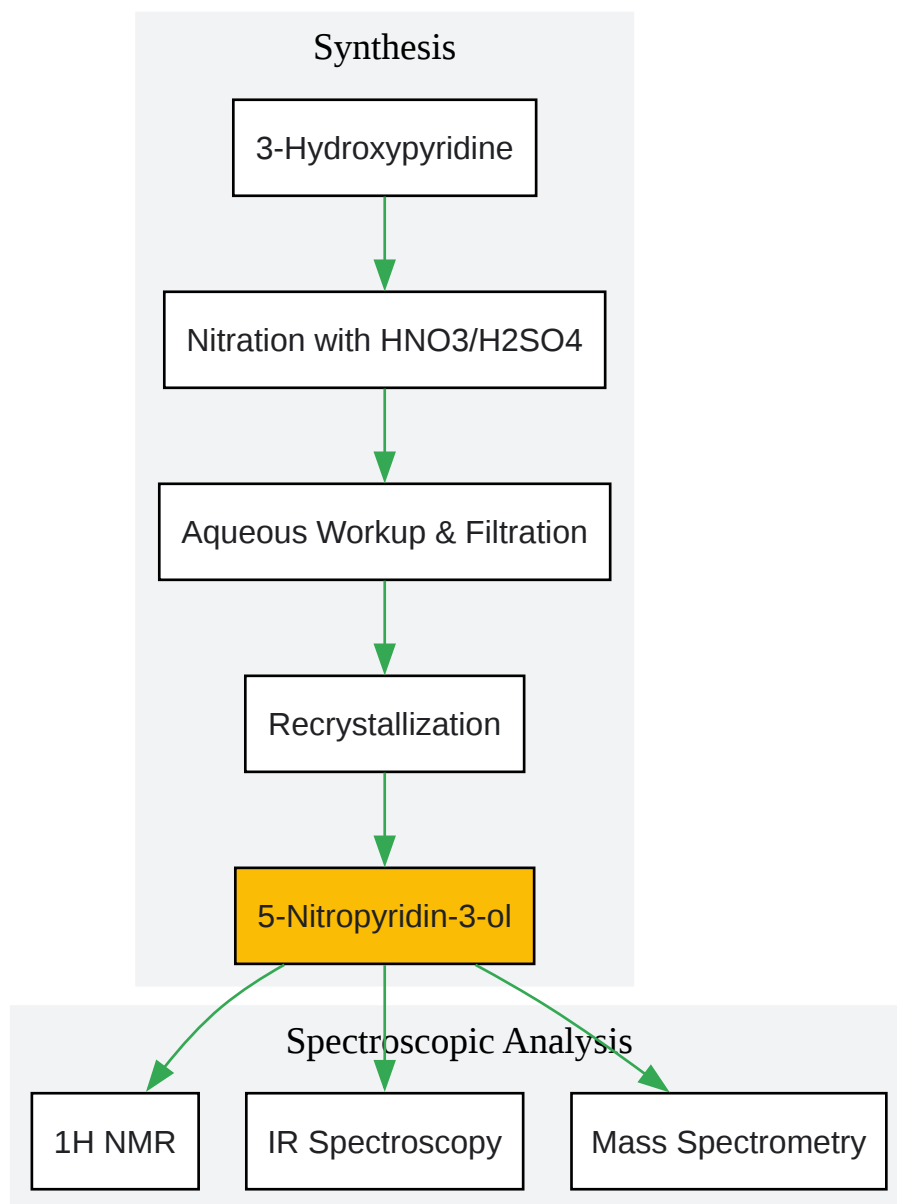 Synthesis
3-Hydroxypyridine
Nitration with HNO3/H2SO4
Aqueous Workup & Filtration
Recrystallization
5-Nitropyridin-3-ol
Spectroscopic Analysis
1H NMR
IR Spectroscopy
Mass Spectrometry